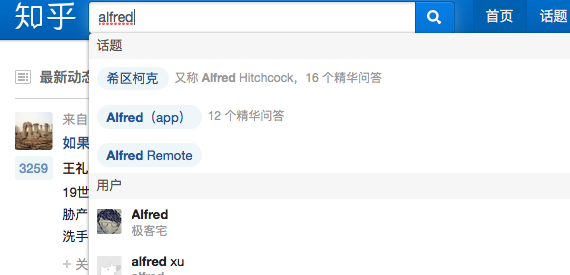 知乎
alfred
首页 话题
话题
最新动态
希区柯克 又称 Alfred Hitchcock，16 个精华问答
来自
Alfred（app） 12 个精华问答
如果
Alfred Remote
3259 王礼
用户
19世
Alfred
胁产
极客宅
洗手
alfred xu
+ 关
alfred